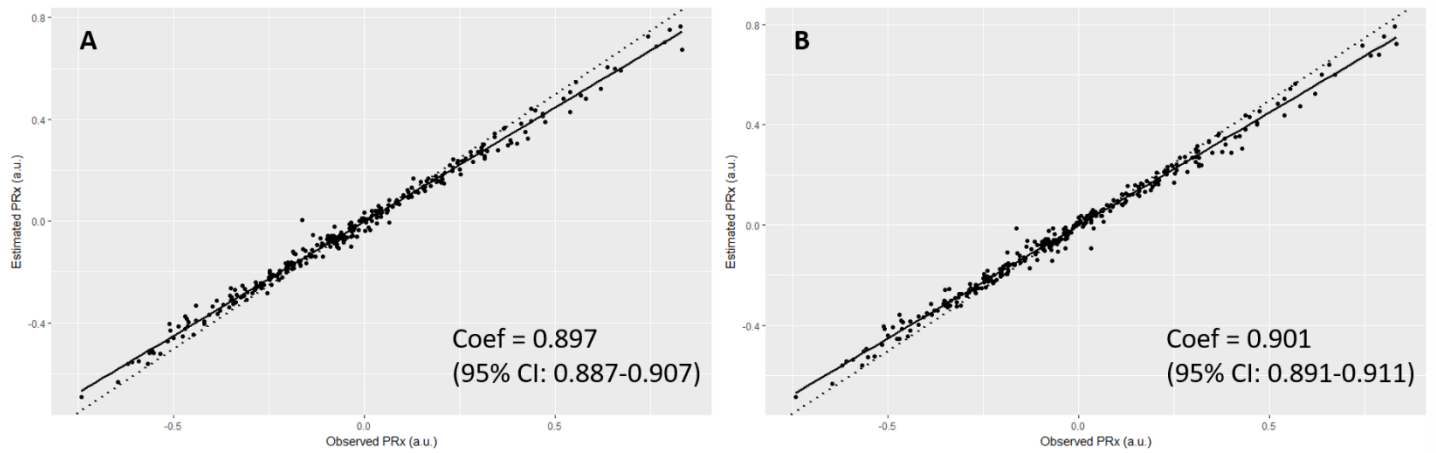 A
Estimated PRx (a.u.)
0.8
0.4
0.0
-0.4
Coef = 0.897
(95% CI: 0.887-0.907)
-0.5
0.0
0.5
Observed PRx (a.u.)
B
Estimated PRx (a.u.)
0.8
0.4
0.0
-0.4
Coef = 0.901
(95% CI: 0.891-0.911)
-0.5
0.0
0.5
Observed PRx (a.u.)